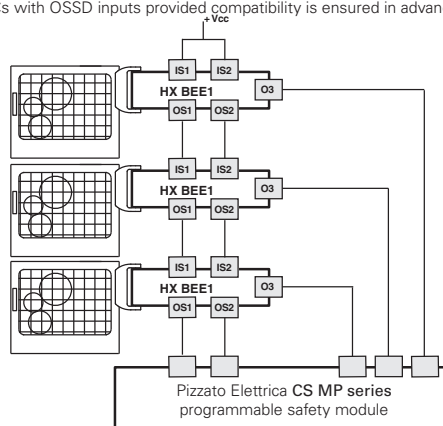 Cs with OSSD inputs provided compatibility is ensured in advan
+Vcc
IS1 IS2
HX BEE1 O3
OS1 OS2
IS1 IS2
HX BEE1 O3
OS1 OS2
IS1 IS2
HX BEE1 O3
OS1 OS2
Pizzato Elettrica CS MP series
programmable safety module